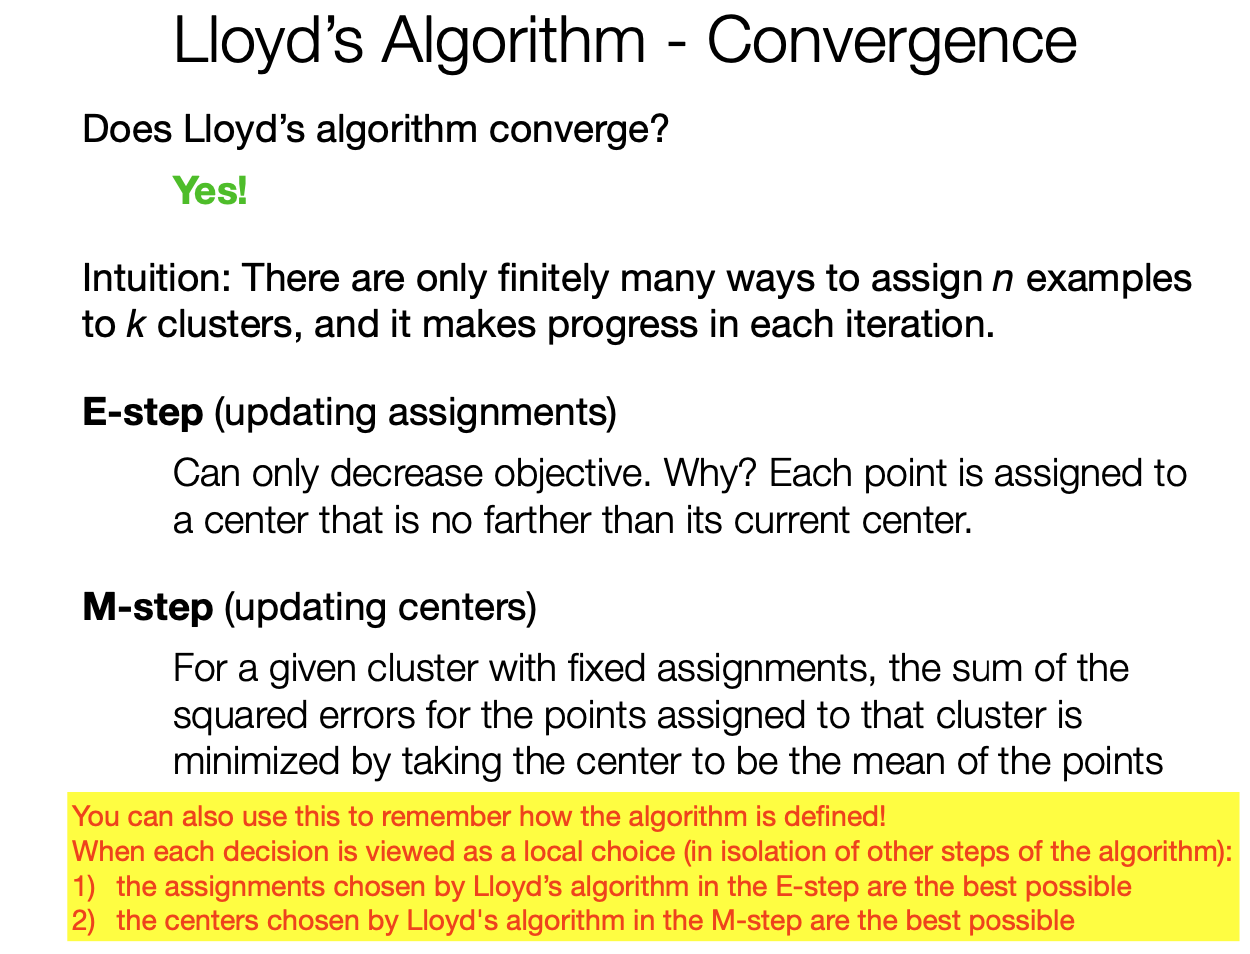 Lloyd’s Algorithm - Convergence
Does Lloyd’s algorithm converge?
Yes!
Intuition: There are only finitely many ways to assign n examples
to k clusters, and it makes progress in each iteration.
E-step (updating assignments)
Can only decrease objective. Why? Each point is assigned to
a center that is no farther than its current center.
M-step (updating centers)
For a given cluster with fixed assignments, the sum of the
squared errors for the points assigned to that cluster is
minimized by taking the center to be the mean of the points
You can also use this to remember how the algorithm is defined!
When each decision is viewed as a local choice (in isolation of other steps of the algorithm):
1) the assignments chosen by Lloyd’s algorithm in the E-step are the best possible
2) the centers chosen by Lloyd's algorithm in the M-step are the best possible